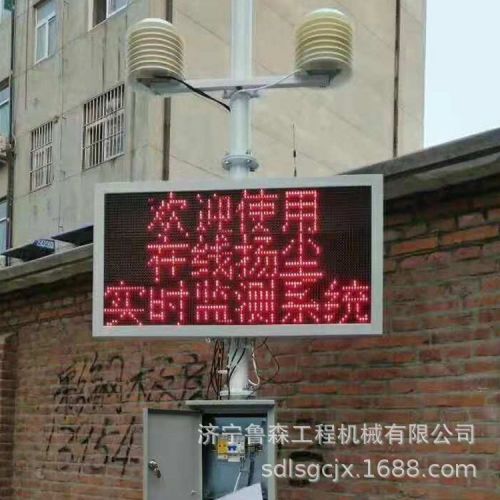 欢迎使用
在线扬尘
实时监测系统
济宁鲁森工程机械有限公司
sdlsgcjx.1688.com